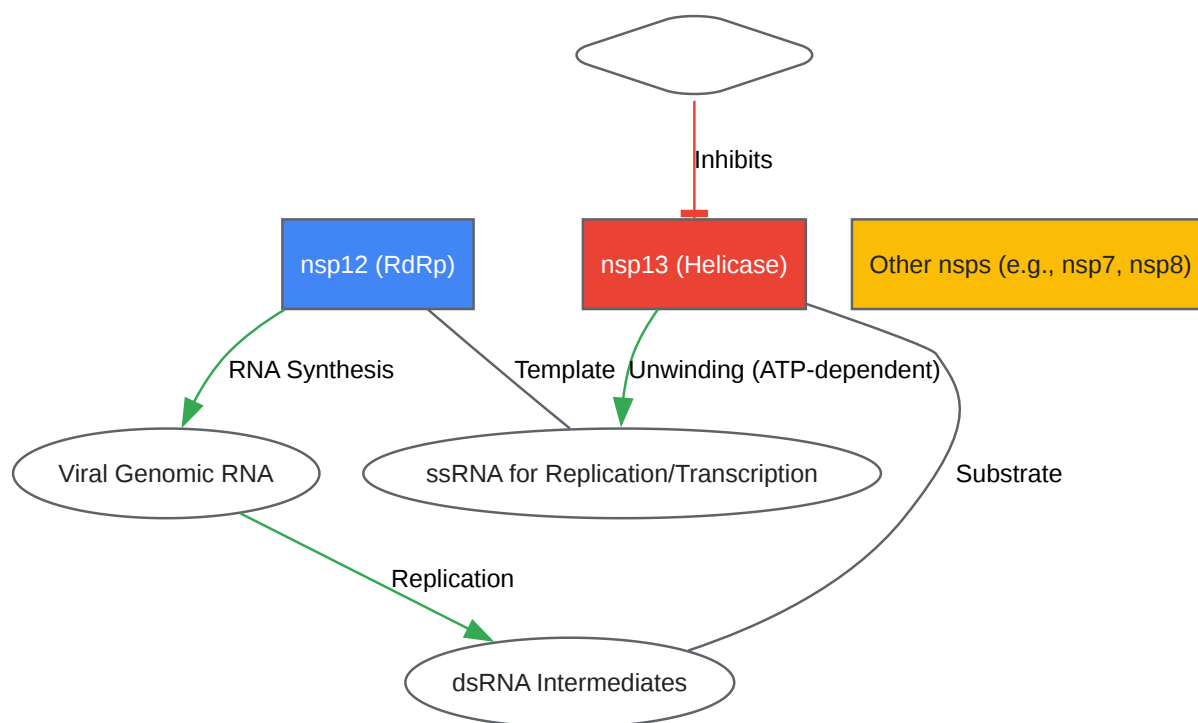 Inhibits
nsp12 (RdRp)
nsp13 (Helicase)
Other nsps (e.g., nsp7, nsp8)
RNA Synthesis
Template
Unwinding (ATP-dependent)
Viral Genomic RNA
ssRNA for Replication/Transcription
Substrate
Replication
dsRNA Intermediates